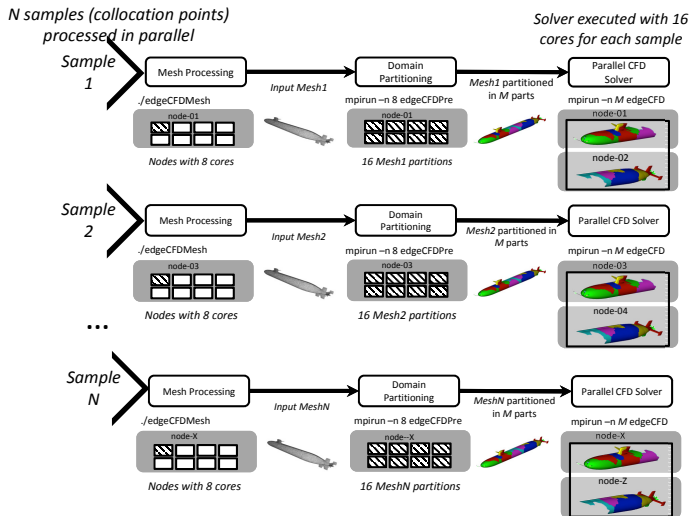 N samples (collocation points)
processed in parallel
Solver executed with 16
cores for each sample
Sample
1
Mesh Processing
Input Mesh1
Domain
Partitioning
Mesh1 partitioned
in M parts
Parallel CFD
Solver
./edgeCFDMesh
mpirun –n 8 edgeCFDPre
mpirun –n M edgeCFD
node-01
node-01
node-01
node-02
Nodes with 8 cores
16 Mesh1 partitions
Sample
2
Mesh Processing
Input Mesh2
Domain
Partitioning
Mesh2 partitioned in
M parts
Parallel CFD Solver
./edgeCFDMesh
mpirun –n 8 edgeCFDPre
mpirun –n M edgeCFD
node-03
node-03
node-03
node-04
Nodes with 8 cores
16 Mesh2 partitions
...
Sample
N
Mesh Processing
Input MeshN
Domain
Partitioning
MeshN partitioned
in M parts
Parallel CFD Solver
./edgeCFDMesh
mpirun –n 8 edgeCFDPre
mpirun –n M edgeCFD
node-X
node--X
node-X
node-Z
Nodes with 8 cores
16 MeshN partitions